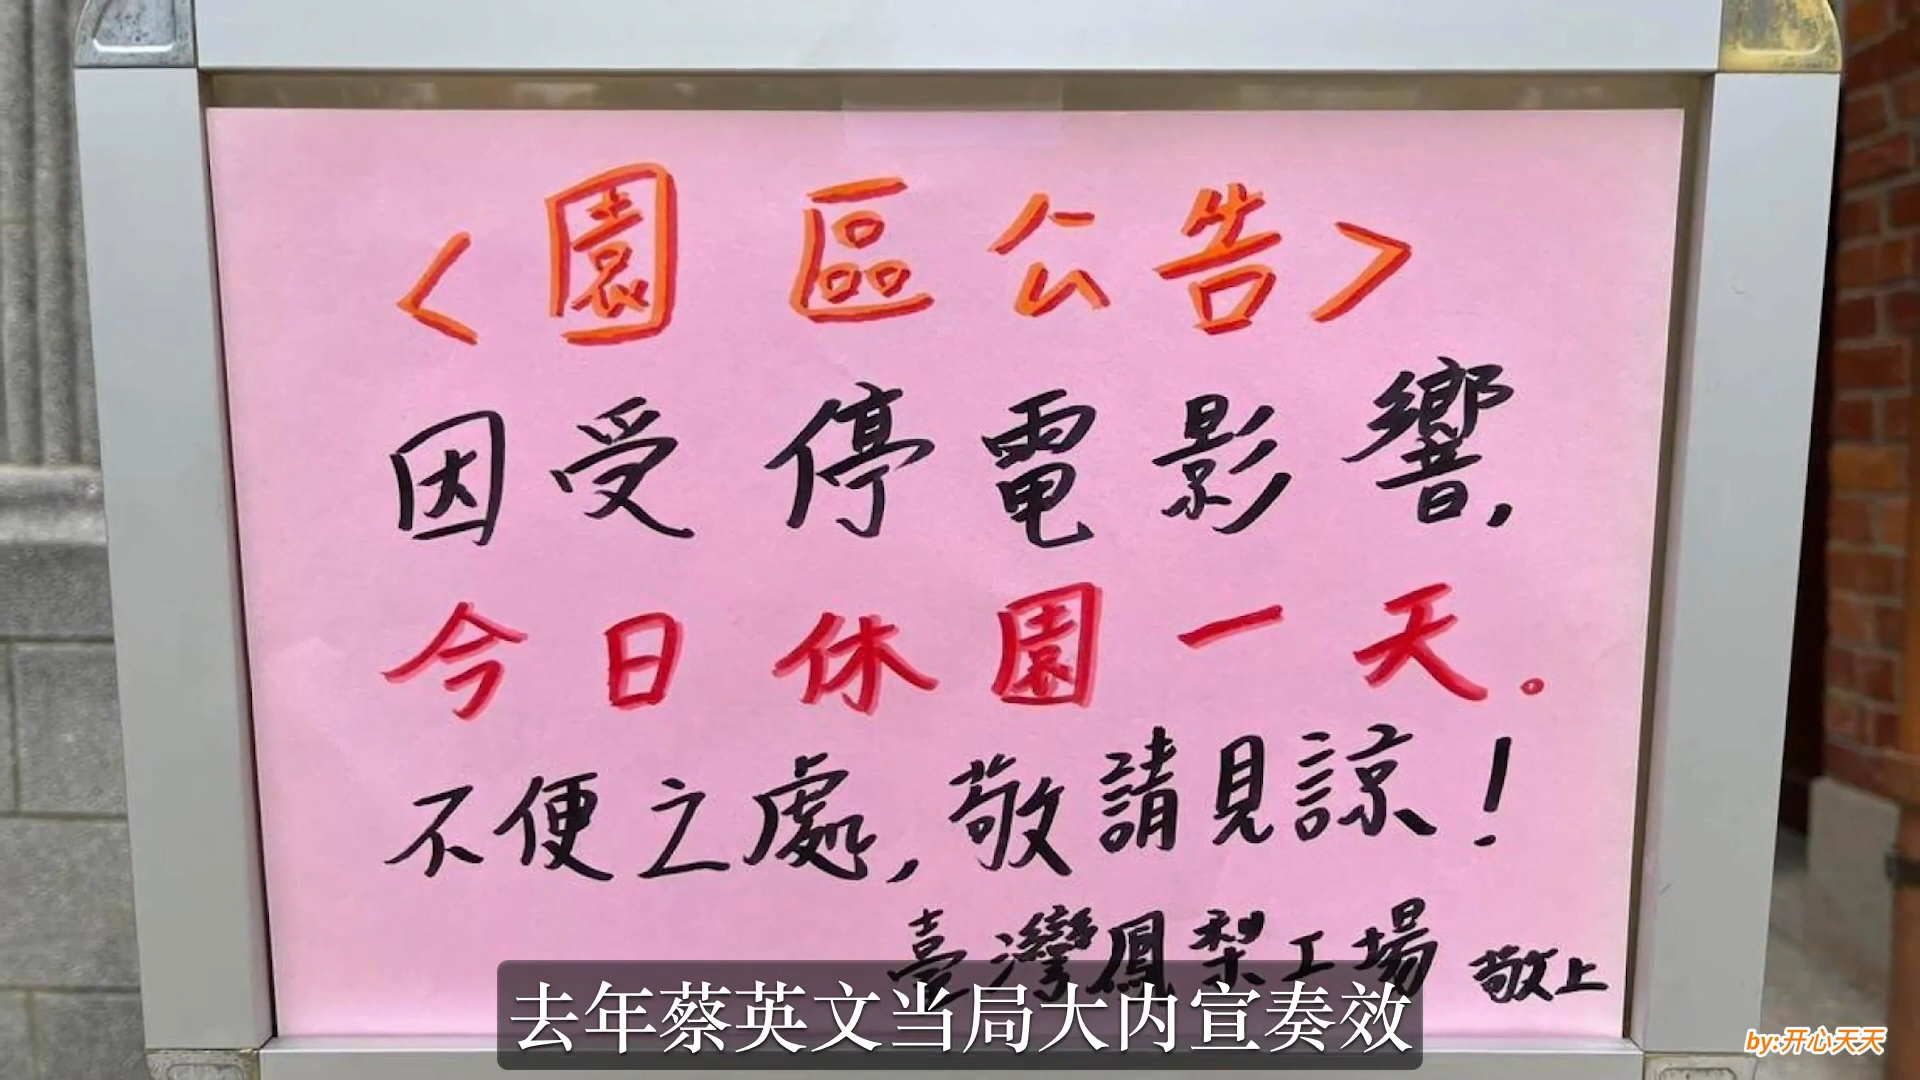 <園區公告>
因受停電影響,
今日休園一天。
不便之處,敬請見諒!
臺灣鳳梨工場 敬上
去年蔡英文当局大内宣奏效
by:开心天天